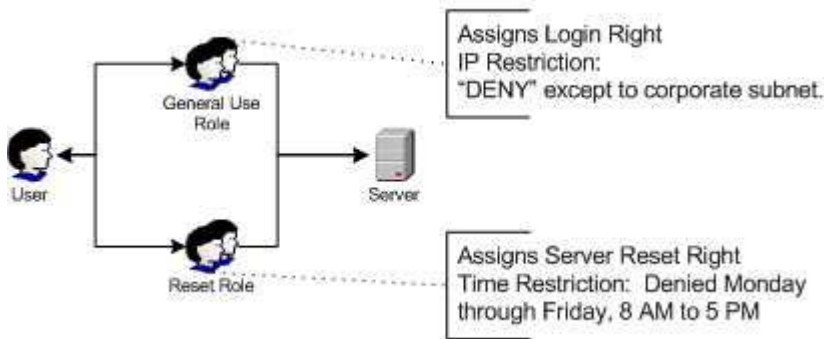 Assigns Login Right
IP Restriction:
“DENY” except to corporate subnet.
General Use
Role
User
Server
Reset Role
Assigns Server Reset Right
Time Restriction:  Denied Monday
through Friday, 8 AM to 5 PM